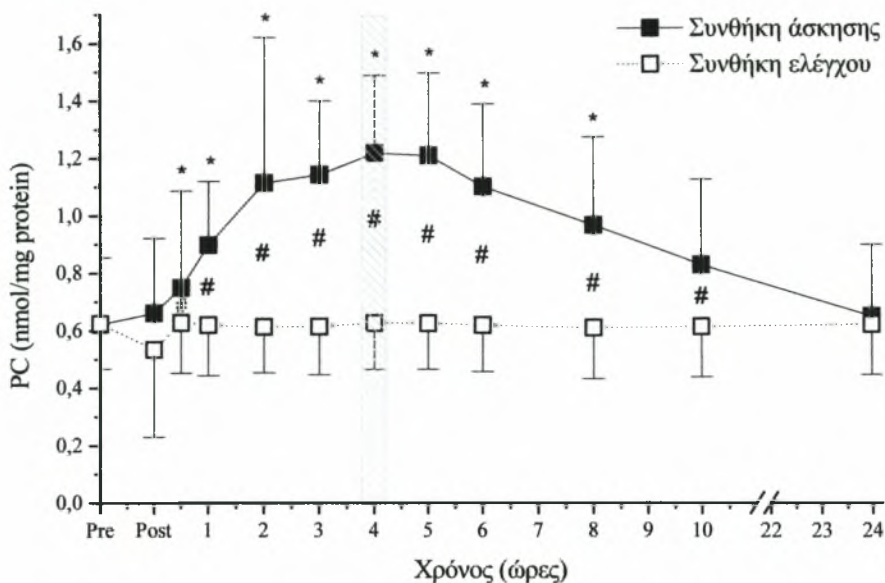 Συνθήκη άσκησης
Συνθήκη ελέγχου
PC (nmol/mg protein)
1,6
1,4
1,2
1,0
0,8
0,6
0,4
0,2
0,0
* * * * * * * *
# # # # # # # # #
Pre Post 1 2 3 4 5 6 7 8 9 10 22 23 24
Χρόνος (ώρες)